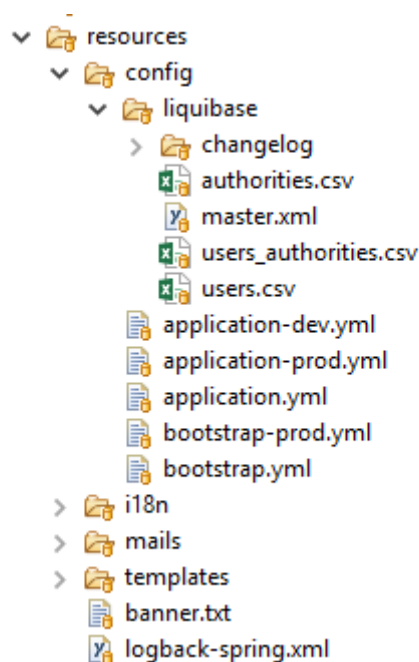 resources
config
liquibase
changelog
authorities.csv
master.xml
users_authorities.csv
users.csv
application-dev.yml
application-prod.yml
application.yml
bootstrap-prod.yml
bootstrap.yml
i18n
mails
templates
banner.txt
logback-spring.xml